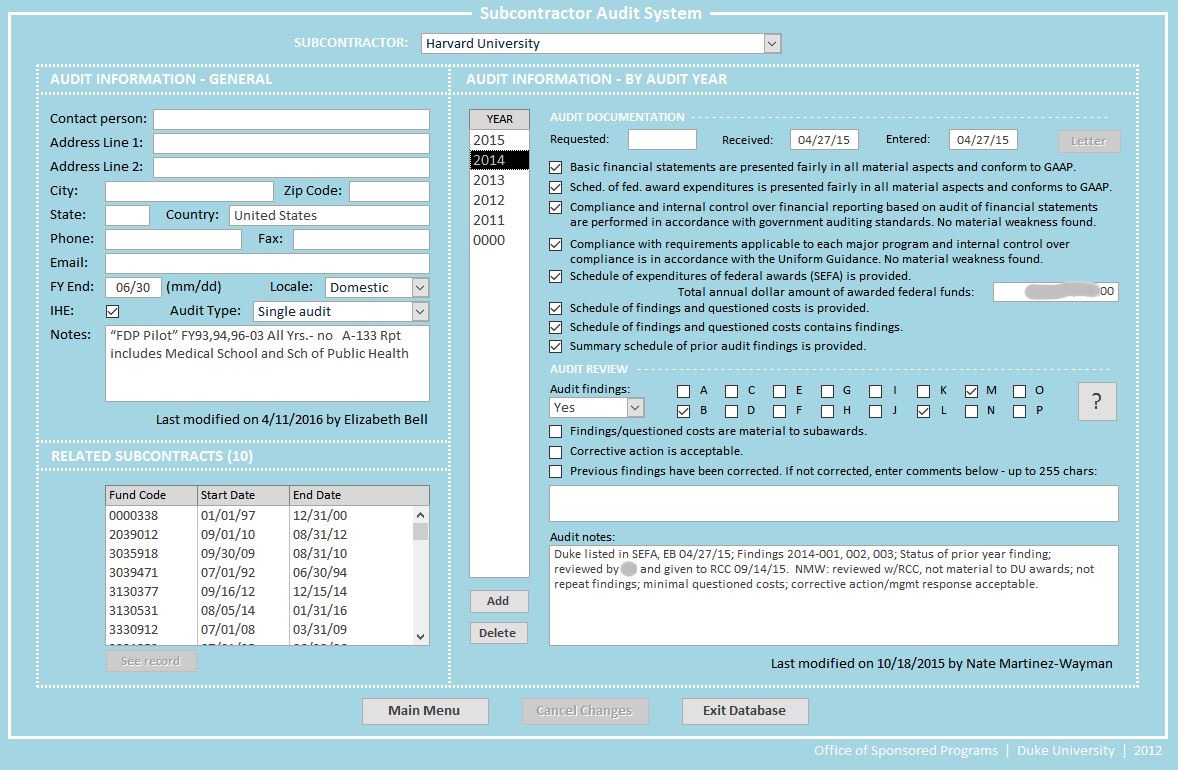 Subcontractor Audit System
SUBCONTRACTOR: Harvard University
AUDIT INFORMATION - GENERAL
Contact person:
Address Line 1:
Address Line 2:
City: Zip Code:
State: Country: United States
Phone: Fax:
Email:
FY End: 06/30 (mm/dd) Locale: Domestic
IHE: Audit Type: Single audit
Notes: “FDP Pilot” FY93,94,96-03 All Yrs.- no A-133 Rpt
includes Medical School and Sch of Public Health
Last modified on 4/11/2016 by Elizabeth Bell
RELATED SUBCONTRACTS (10)
Fund Code Start Date End Date
0000338 01/01/97 12/31/00
2039012 09/01/10 08/31/12
3035918 09/30/09 08/31/10
3039471 07/01/92 06/30/94
3130377 09/16/12 12/15/14
3130531 08/05/14 01/31/16
3330912 07/01/08 03/31/09
See record
AUDIT INFORMATION - BY AUDIT YEAR
YEAR
2015
2014
2013
2012
2011
0000
Add
Delete
AUDIT DOCUMENTATION
Requested: Received: 04/27/15 Entered: 04/27/15 Letter
Basic financial statements are presented fairly in all material aspects and conform to GAAP.
Sched. of fed. award expenditures is presented fairly in all material aspects and conforms to GAAP.
Compliance and internal control over financial reporting based on audit of financial statements
are performed in accordance with government auditing standards. No material weakness found.
Compliance with requirements applicable to each major program and internal control over
compliance is in accordance with the Uniform Guidance. No material weakness found.
Schedule of expenditures of federal awards (SEFA) is provided.
Total annual dollar amount of awarded federal funds: 00
Schedule of findings and questioned costs is provided.
Schedule of findings and questioned costs contains findings.
Summary schedule of prior audit findings is provided.
AUDIT REVIEW
Audit findings: A C E G I K M O
Yes B D F H J L N P ?
Findings/questioned costs are material to subawards.
Corrective action is acceptable.
Previous findings have been corrected. If not corrected, enter comments below - up to 255 chars:
Audit notes:
Duke listed in SEFA, EB 04/27/15; Findings 2014-001, 002, 003; Status of prior year finding;
reviewed by and given to RCC 09/14/15. NMW: reviewed w/RCC, not material to DU awards; not
repeat findings; minimal questioned costs; corrective action/mgmt response acceptable.
Last modified on 10/18/2015 by Nate Martinez-Wayman
Main Menu Cancel Changes Exit Database
Office of Sponsored Programs | Duke University | 2012